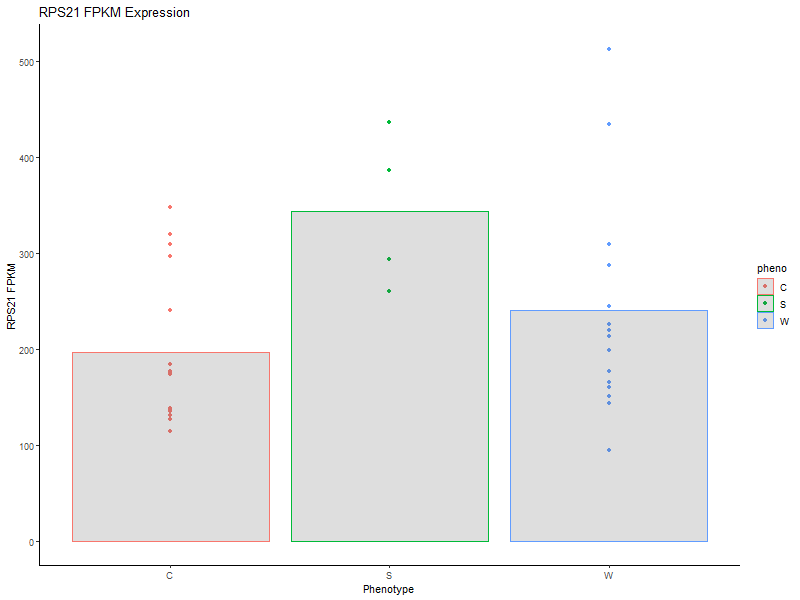 RPS21 FPKM Expression
500
400
300
200
100
0
RPS21 FPKM
C
S
W
Phenotype
pheno
C
S
W